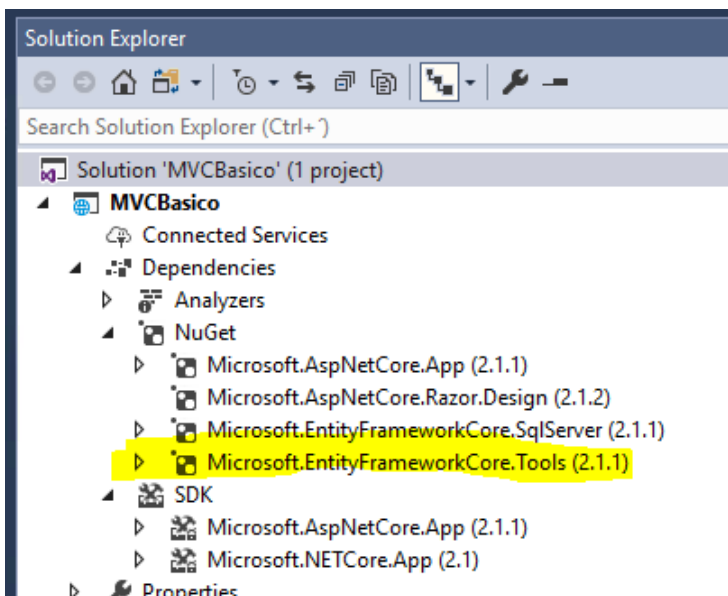 Solution Explorer
Search Solution Explorer (Ctrl+´)
Solution 'MVCBasico' (1 project)
MVCBasico
Connected Services
Dependencies
Analyzers
NuGet
Microsoft.AspNetCore.App (2.1.1)
Microsoft.AspNetCore.Razor.Design (2.1.2)
Microsoft.EntityFrameworkCore.SqlServer (2.1.1)
Microsoft.EntityFrameworkCore.Tools (2.1.1)
SDK
Microsoft.AspNetCore.App (2.1.1)
Microsoft.NETCore.App (2.1)
Properties